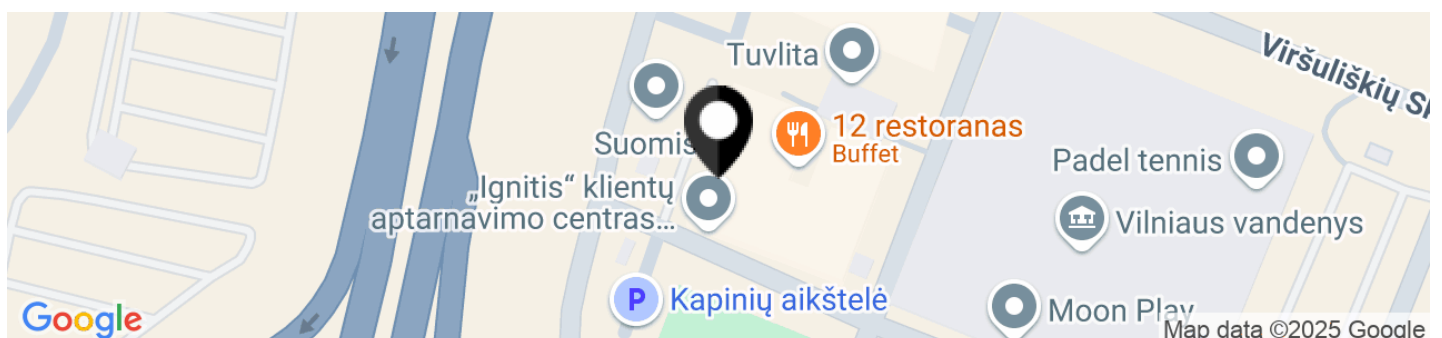 Viršuliškių Sk
Tuvlita
12 restoranas
Buffet
Suomis
Padel tennis
„Ignitis“ klientų
aptarnavimo centras...
Vilniaus vandenys
P Kapinių aikštelė
Moon Play
Google
Map data ©2025 Google